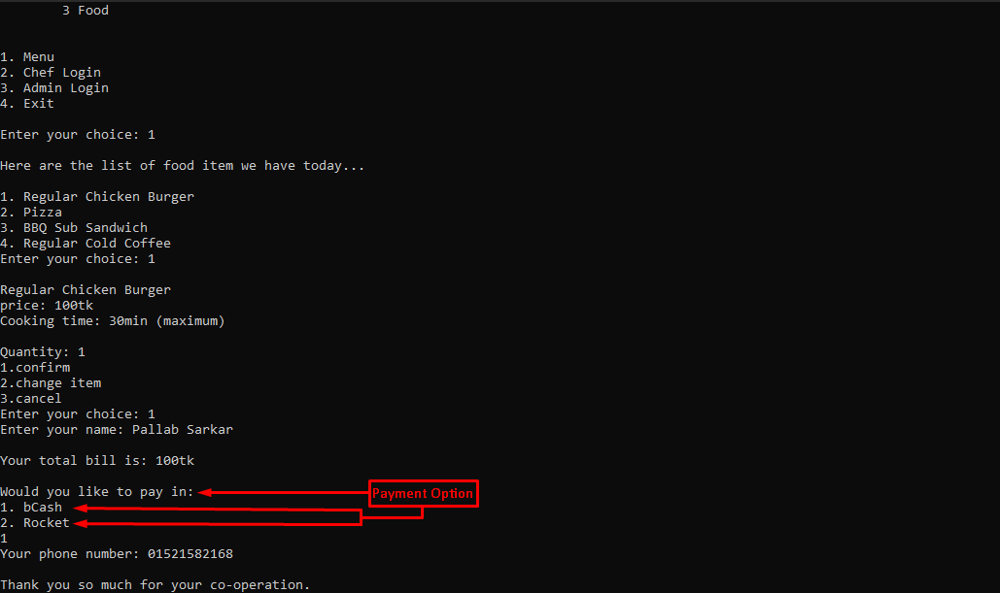 3 Food
1. Menu
2. Chef Login
3. Admin Login
4. Exit
Enter your choice: 1
Here are the list of food item we have today...
1. Regular Chicken Burger
2. Pizza
3. BBQ Sub Sandwich
4. Regular Cold Coffee
Enter your choice: 1
Regular Chicken Burger
price: 100tk
Cooking time: 30min (maximum)
Quantity: 1
1.confirm
2.change item
3.cancel
Enter your choice: 1
Enter your name: Pallab Sarkar
Your total bill is: 100tk
Would you like to pay in:
Payment Option
1. bCash
2. Rocket
1
Your phone number: 01521582168
Thank you so much for your co-operation.